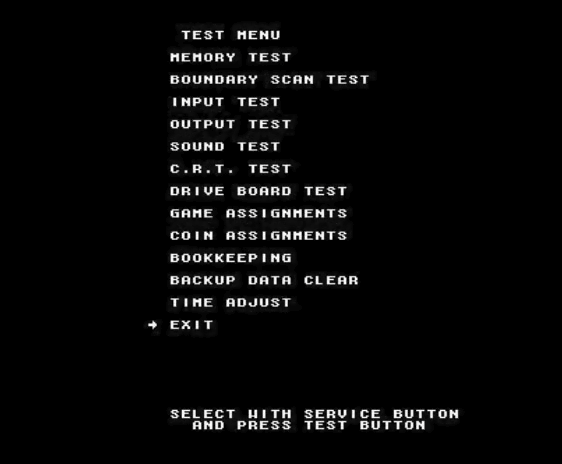 TEST MENU
MEMORY TEST
BOUNDARY SCAN TEST
INPUT TEST
OUTPUT TEST
SOUND TEST
C.R.T. TEST
DRIVE BOARD TEST
GAME ASSIGNMENTS
COIN ASSIGNMENTS
BOOKKEEPING
BACKUP DATA CLEAR
TIME ADJUST
→ EXIT
SELECT WITH SERVICE BUTTON
AND PRESS TEST BUTTON